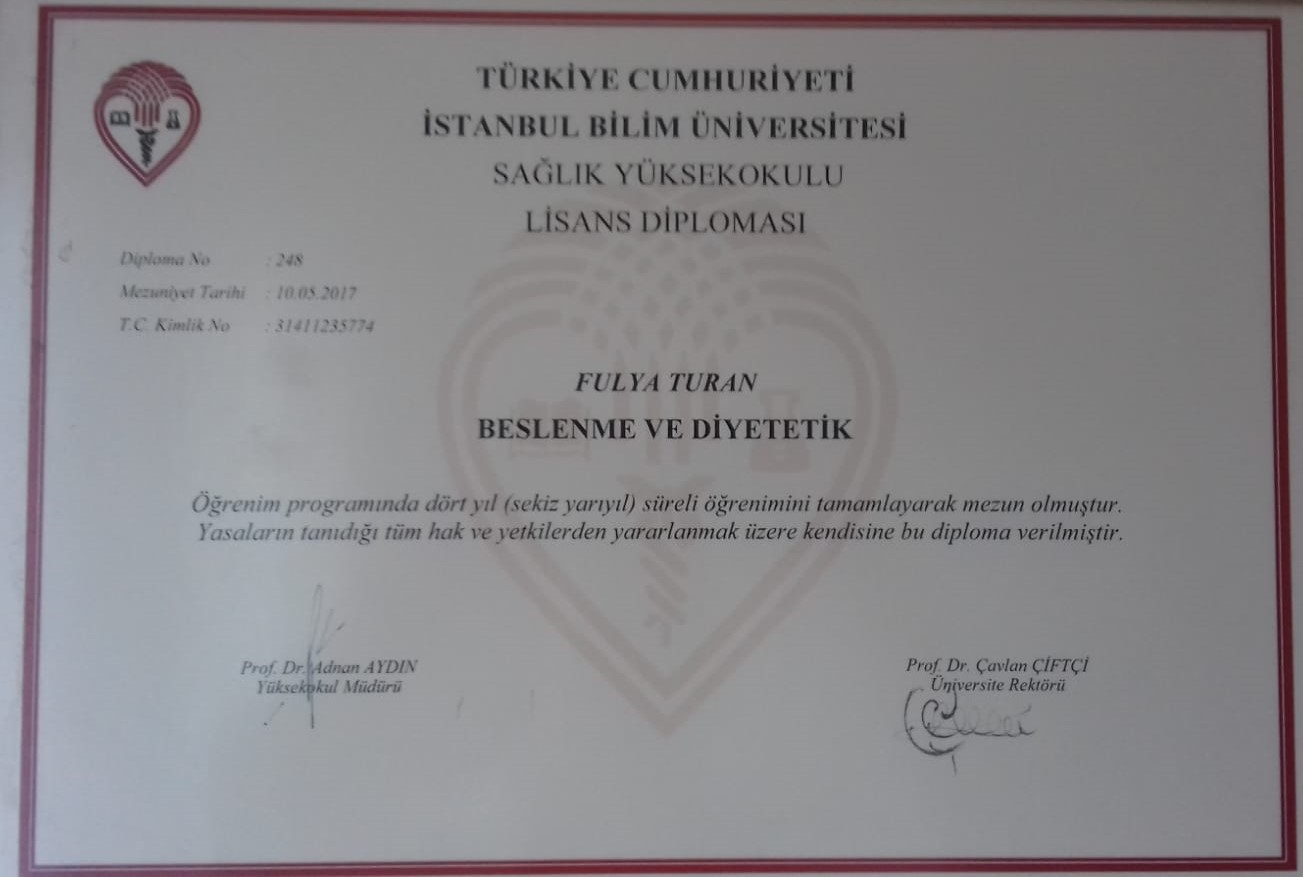 TÜRKİYE CUMHURİYETİ
İSTANBUL BİLİM ÜNİVERSİTESİ
SAĞLIK YÜKSEKOKULU
LİSANS DİPLOMASI
Diploma No : 248
Mezuniyet Tarihi : 10.05.2017
T.C. Kimlik No : 31411235774
FULYA TURAN
BESLENME VE DİYETETİK
Öğrenim programında dört yıl (sekiz yarıyıl) süreli öğrenimini tamamlayarak mezun olmuştur.
Yasaların tanıdığı tüm hak ve yetkilerden yararlanmak üzere kendisine bu diploma verilmiştir.
Prof. Dr. Adnan AYDIN
Yüksekokul Müdürü
Prof. Dr. Çavlan ÇİFTÇİ
Üniversite Rektörü